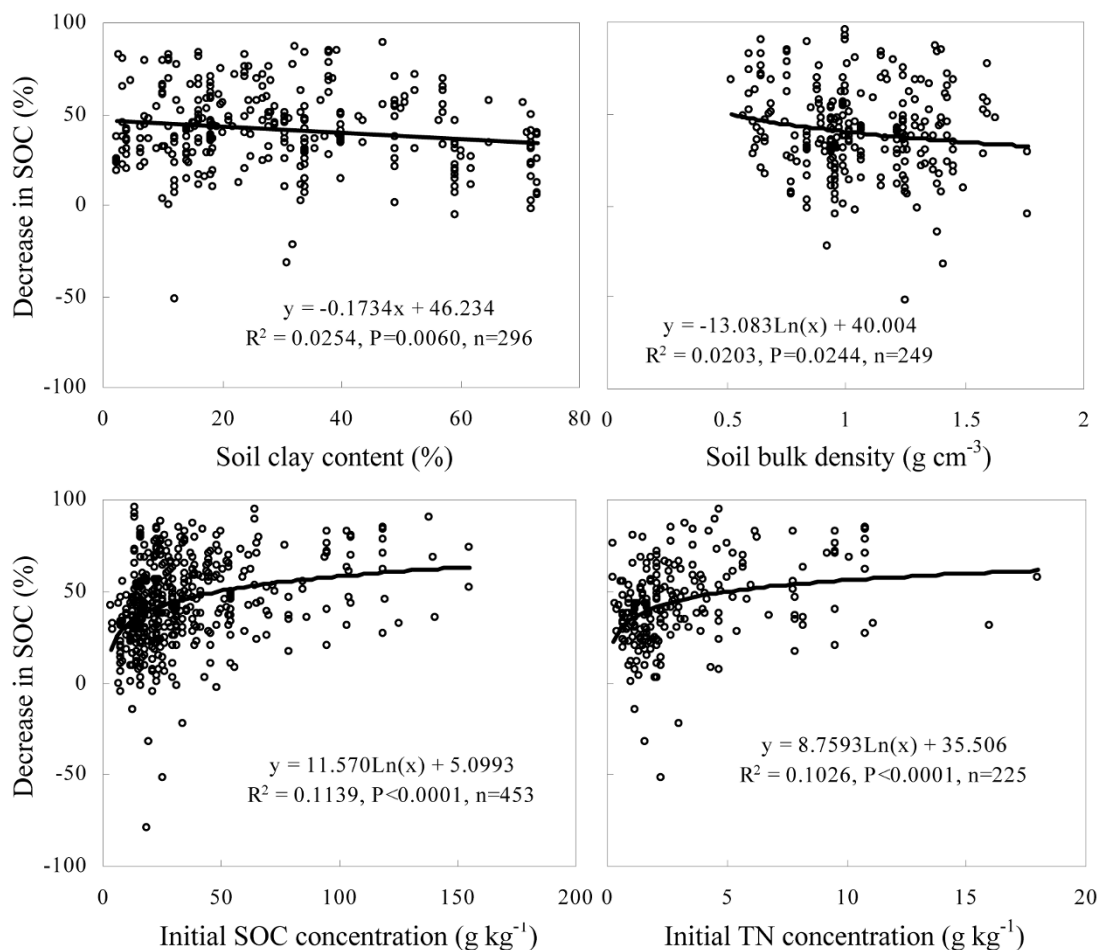 Decrease in SOC (%)
100
50
0
-50
-100
y = -0.1734x + 46.234
R² = 0.0254, P=0.0060, n=296
0 20 40 60 80
Soil clay content (%)
y = -13.083Ln(x) + 40.004
R² = 0.0203, P=0.0244, n=249
0 0.5 1 1.5 2
Soil bulk density (g cm⁻³)
Decrease in SOC (%)
100
50
0
-50
-100
y = 11.570Ln(x) + 5.0993
R² = 0.1139, P<0.0001, n=453
0 50 100 150 200
Initial SOC concentration (g kg⁻¹)
y = 8.7593Ln(x) + 35.506
R² = 0.1026, P<0.0001, n=225
0 5 10 15 20
Initial TN concentration (g kg⁻¹)